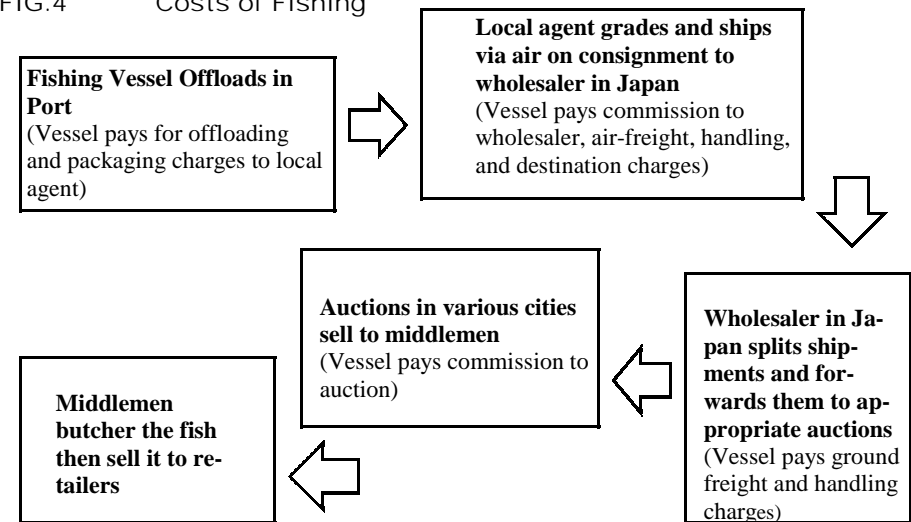 FIG.4 Costs of Fishing
Fishing Vessel Offloads in
Port
(Vessel pays for offloading
and packaging charges to local
agent)
Local agent grades and ships
via air on consignment to
wholesaler in Japan
(Vessel pays commission to
wholesaler, air-freight, handling,
and destination charges)
Wholesaler in Ja-
pan splits ship-
ments and for-
wards them to ap-
propriate auctions
(Vessel pays ground
freight and handling
charges)
Auctions in various cities
sell to middlemen
(Vessel pays commission to
auction)
Middlemen
butcher the fish
then sell it to re-
tailers